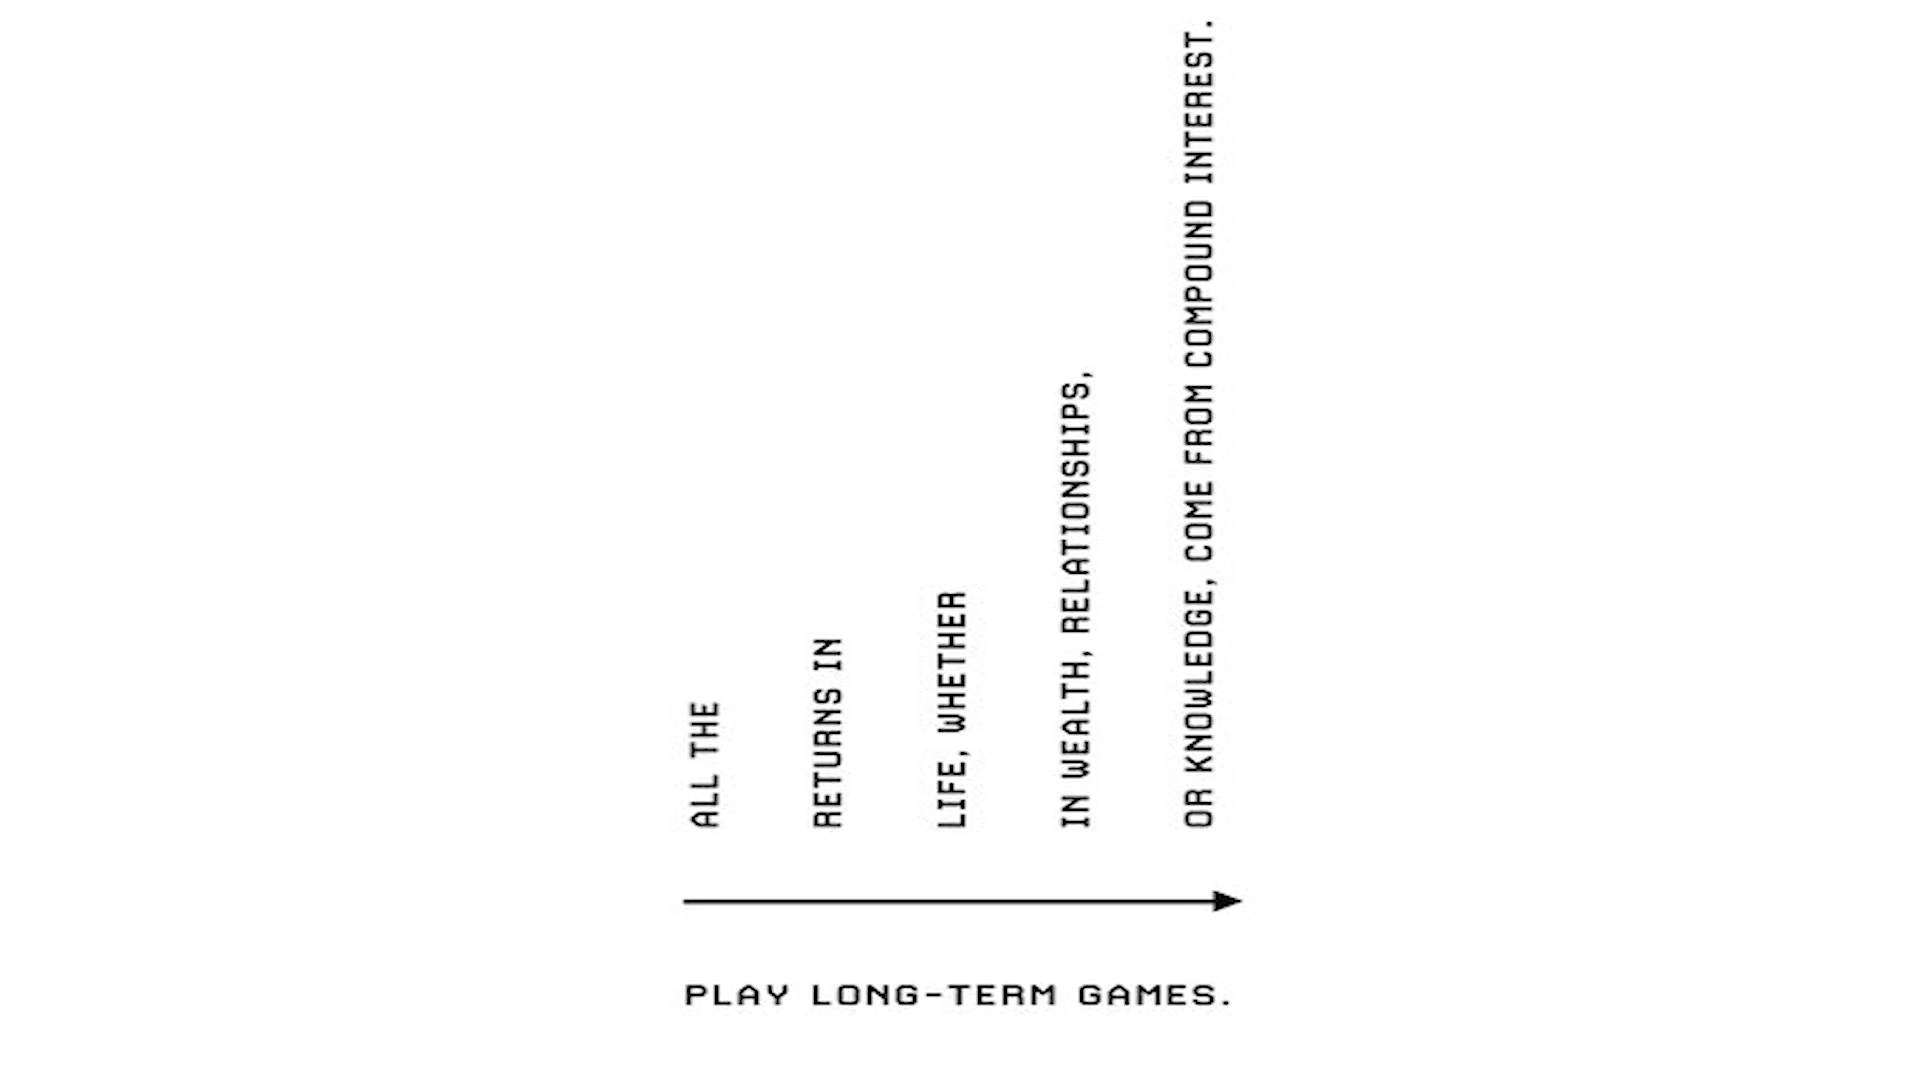 ALL THE
RETURNS IN
LIFE, WHETHER
IN WEALTH, RELATIONSHIPS,
OR KNOWLEDGE, COME FROM COMPOUND INTEREST.
PLAY LONG-TERM GAMES.